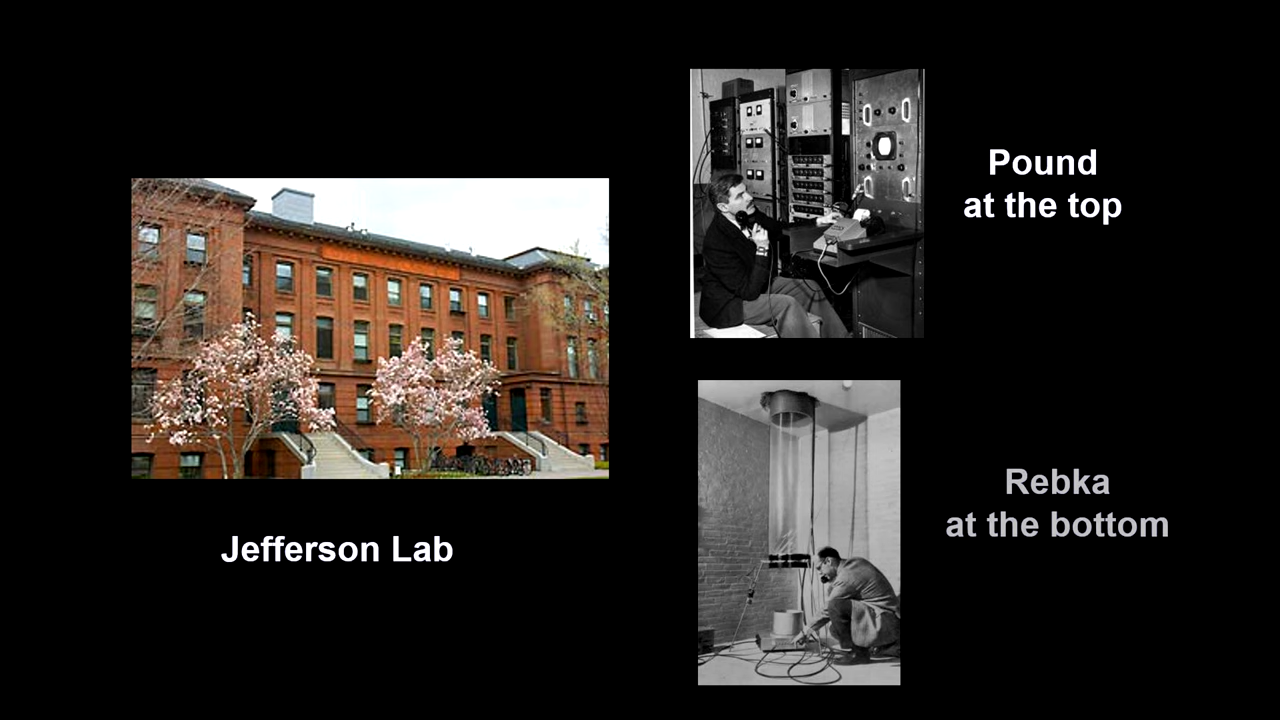 Pound
at the top
Rebka
at the bottom
Jefferson Lab